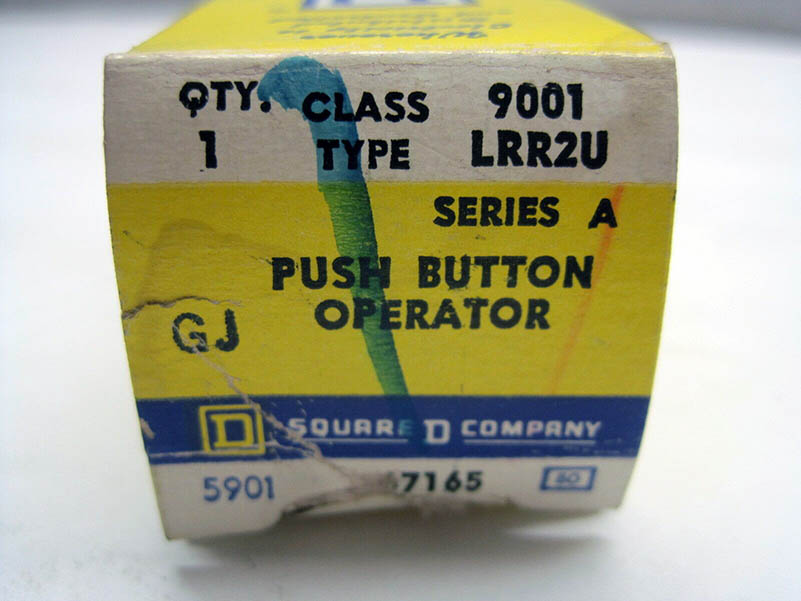 QTY. CLASS 9001
1 TYPE LRR2U
SERIES A
PUSH BUTTON
OPERATOR
GJ
D SQUARE D COMPANY
5901 7165